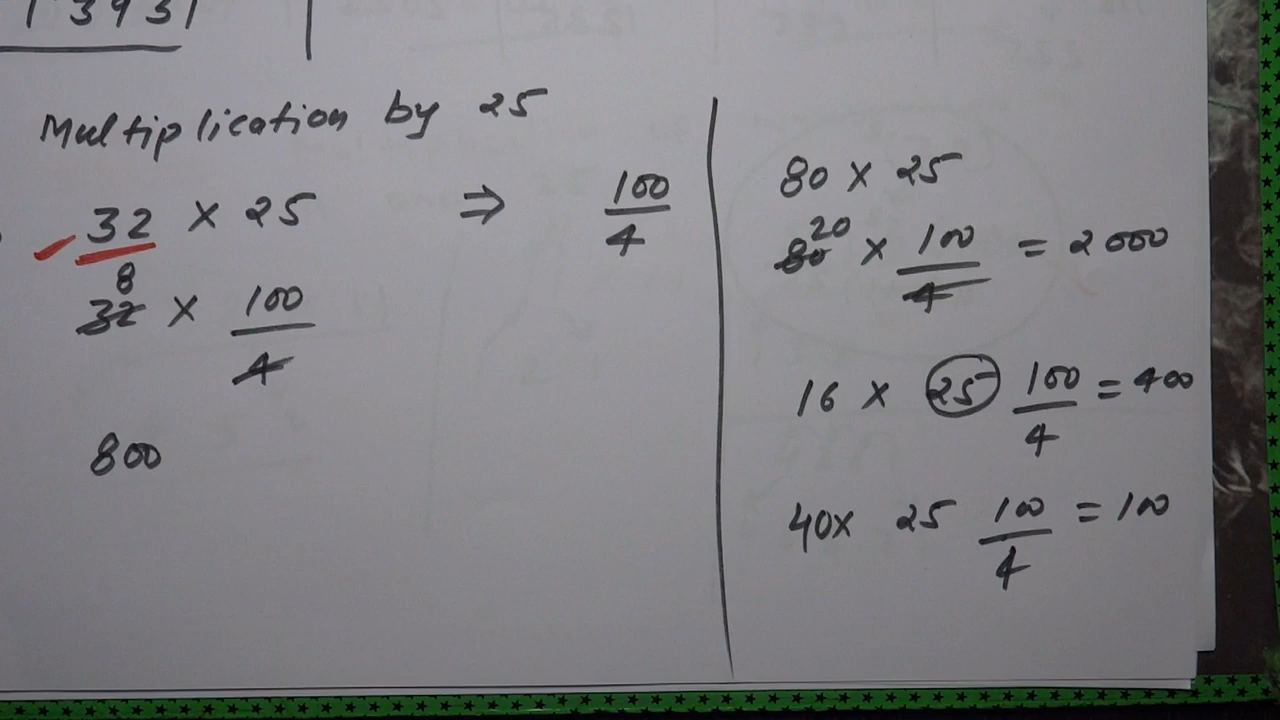 13931
Multiplication by 25
32 × 25 ⇒ 100/4
8
32 × 100/4
800
80 × 25
20
80 × 100/4 = 2000
16 × 25 100/4 = 400
40× 25 100/4 = 100